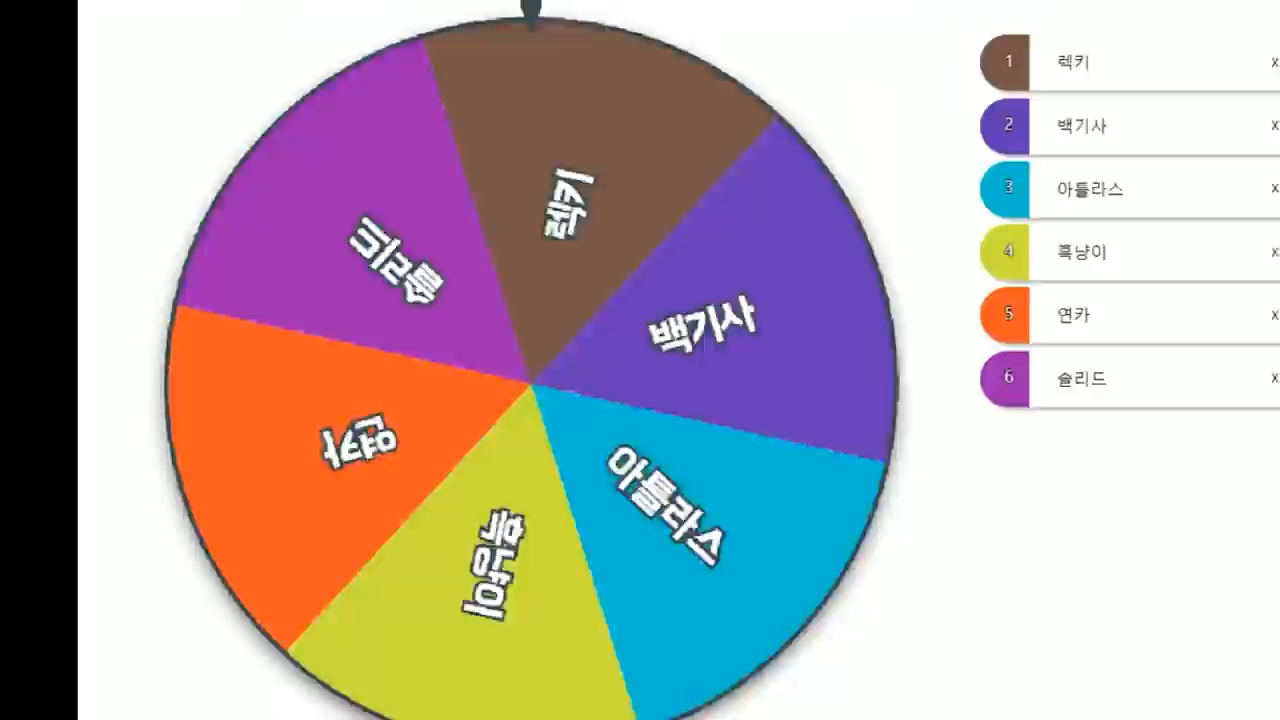 렉키
백기사
아틀라스
흑냥이
연카
슬리드
1 렉키 x
2 백기사 x
3 아틀라스 x
4 흑냥이 x
5 연카 x
6 슬리드 x